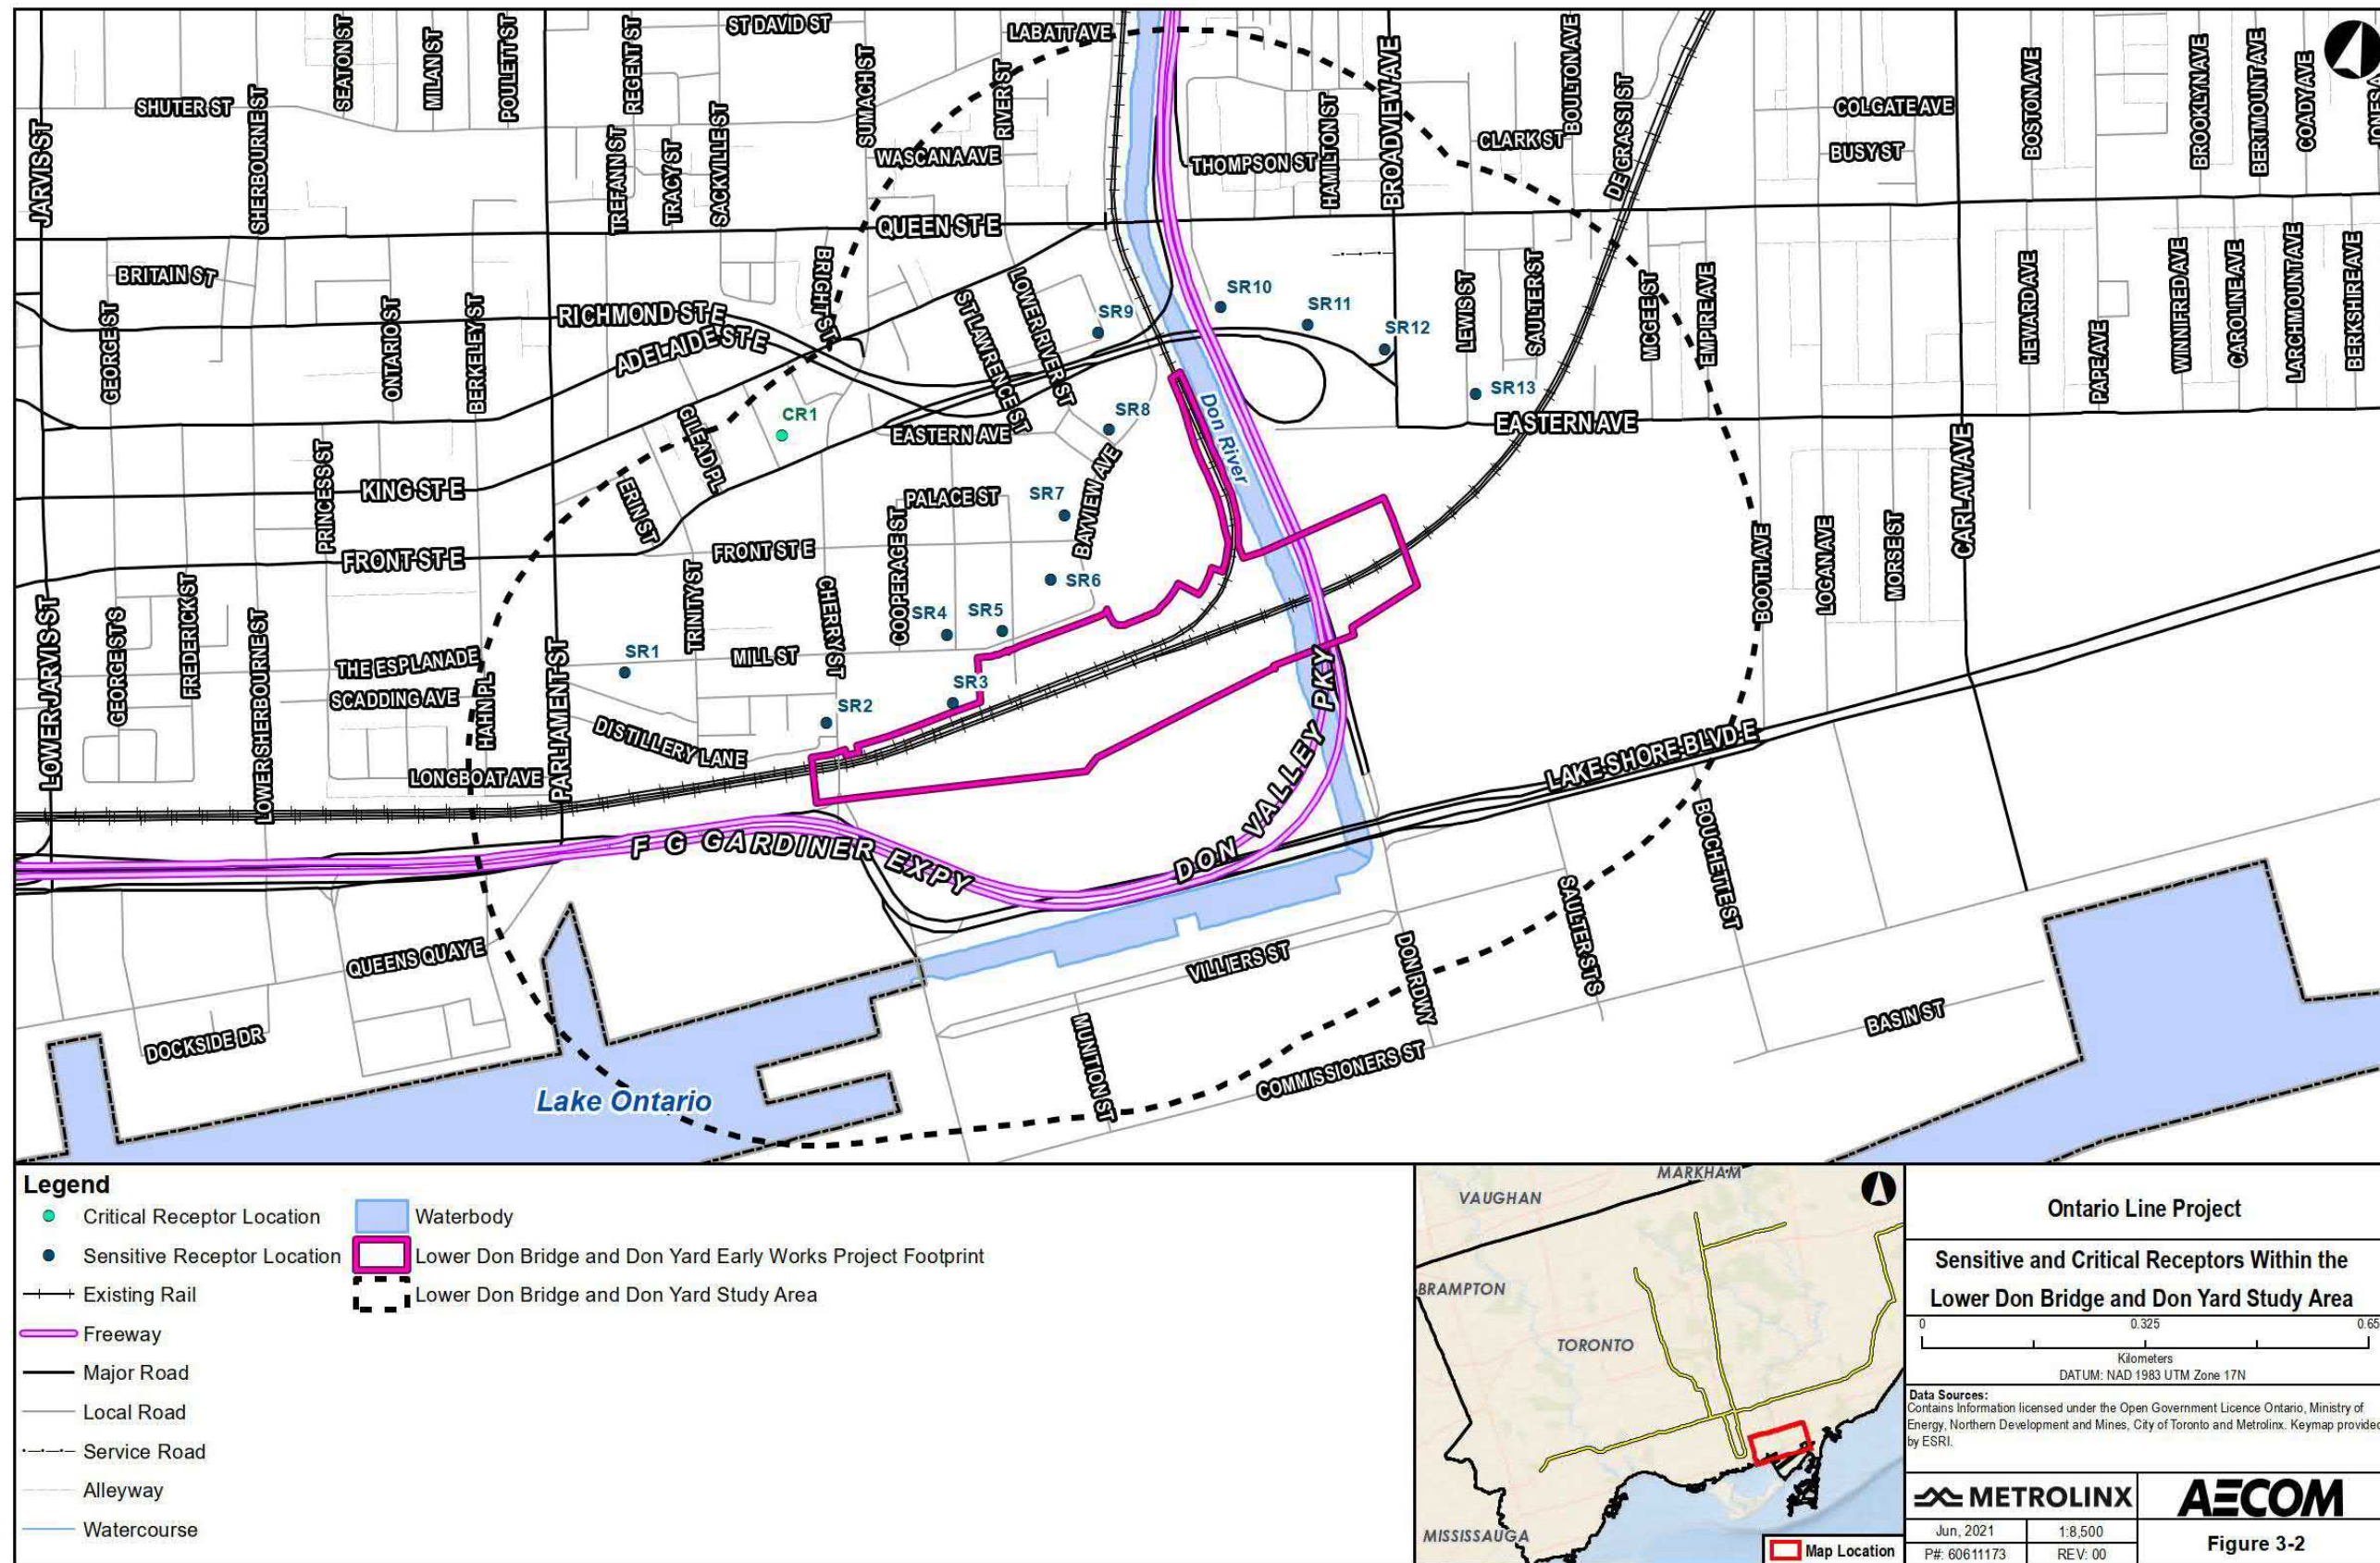 ST DAVID ST
LABATT AVE
SEATON ST
MILAN ST
POULETT ST
REGENT ST
SUMACH ST
RIVER ST
BROADVIEW AVE
BOULTON AVE
DE GRASSI ST
BOSTON AVE
BROOKLYN AVE
BERTMOUNT AVE
COADY AVE
SHUTER ST
SHERBOURNE ST
JARVIS ST
TREFANN ST
TRACY ST
SACKVILLE ST
WASCANA AVE
THOMPSON ST
HAMILTON ST
CLARK ST
COLGATE AVE
BUSY ST
QUEEN ST E
BRITAIN ST
GEORGE ST
ONTARIO ST
BERKELEY ST
RICHMOND ST E
ADELAIDE ST E
BRIGHT ST
ST LAWRENCE ST
LOWER RIVER ST
SR9
SR10
SR11
SR12
LEWIS ST
SAULTER ST
MCGEE ST
EMPIRE AVE
HEWARD AVE
PAPE AVE
WINNIFRED AVE
CAROLINE AVE
LARCHMOUNT AVE
BERKSHIRE AVE
CR1
GILEAD PL
EASTERN AVE
SR8
Don River
SR13
EASTERN AVE
CARLAW AVE
PRINCESS ST
KING ST E
ERIN ST
PALACE ST
SR7
BAYVIEW AVE
FRONT ST E
FRONT ST E
COOPERAGE ST
SR6
BOOTH AVE
LOGAN AVE
MORSE ST
LOWER JARVIS ST
GEORGE ST S
FREDERICK ST
LOWER SHERBOURNE ST
TRINITY ST
CHERRY ST
SR4
SR5
SR1
MILL ST
THE ESPLANADE
SCADDING AVE
HAHN PL
PARLIAMENT ST
SR3
SR2
DISTILLERY LANE
LONGBOAT AVE
F G GARDINER EXPY
DON VALLEY PKY
LAKE SHORE BLVD E
BOUCHETTE ST
SAULTER ST S
QUEENS QUAY E
VILLIERS ST
DON RDWY
DOCKSIDE DR
MUNITION ST
COMMISSIONERS ST
BASIN ST
Lake Ontario
Legend
Critical Receptor Location
Sensitive Receptor Location
Existing Rail
Freeway
Major Road
Local Road
Service Road
Alleyway
Watercourse
Waterbody
Lower Don Bridge and Don Yard Early Works Project Footprint
Lower Don Bridge and Don Yard Study Area
MARKHAM
VAUGHAN
BRAMPTON
TORONTO
MISSISSAUGA
Map Location
Ontario Line Project
Sensitive and Critical Receptors Within the
Lower Don Bridge and Don Yard Study Area
0 0.325 0.65
Kilometers
DATUM: NAD 1983 UTM Zone 17N
Data Sources:
Contains Information licensed under the Open Government Licence Ontario, Ministry of
Energy, Northern Development and Mines, City of Toronto and Metrolinx. Keymap provided
by ESRI.
METROLINX
AECOM
Jun, 2021
1:8,500
P#: 60611173
REV: 00
Figure 3-2